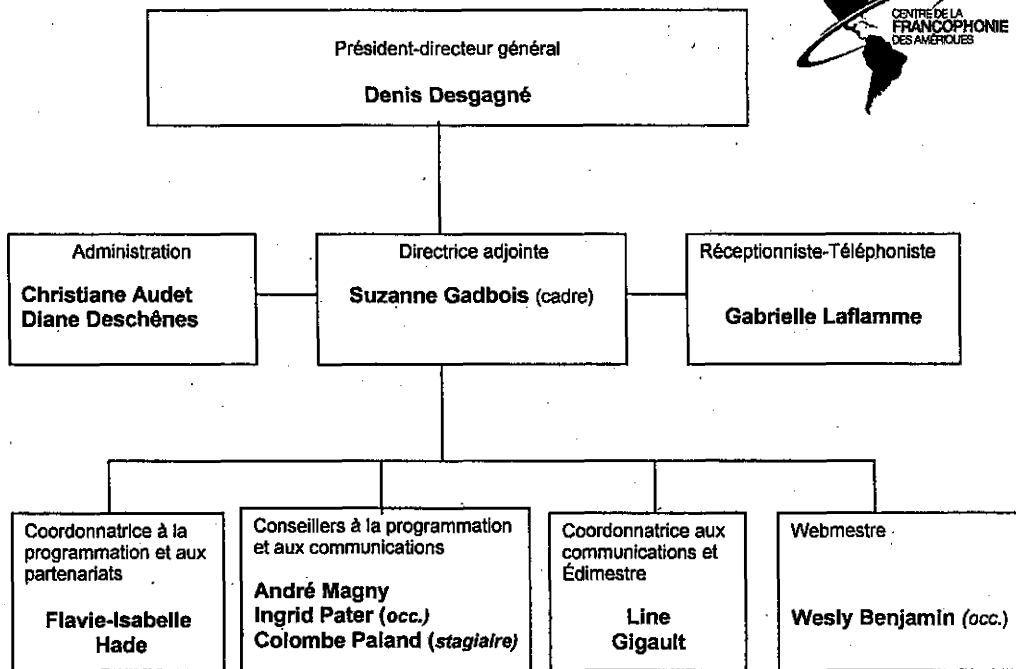 CENTRE DE LA
FRANCOPHONIE
DES AMÉRIQUES
Président-directeur général
Denis Desgagné
Administration
Christiane Audet
Diane Deschênes
Directrice adjointe
Suzanne Gadbois (cadre)
Réceptionniste-Téléphoniste
Gabrielle Laflamme
Coordonnatrice à la
programmation et aux
partenariats
Flavie-Isabelle
Hade
Conseillers à la programmation
et aux communications
André Magny
Ingrid Pater (occ.)
Colombe Paland (stagiaire)
Coordonnatrice aux
communications et
Édimestre
Line
Gigault
Webmestre
Wesly Benjamin (occ.)